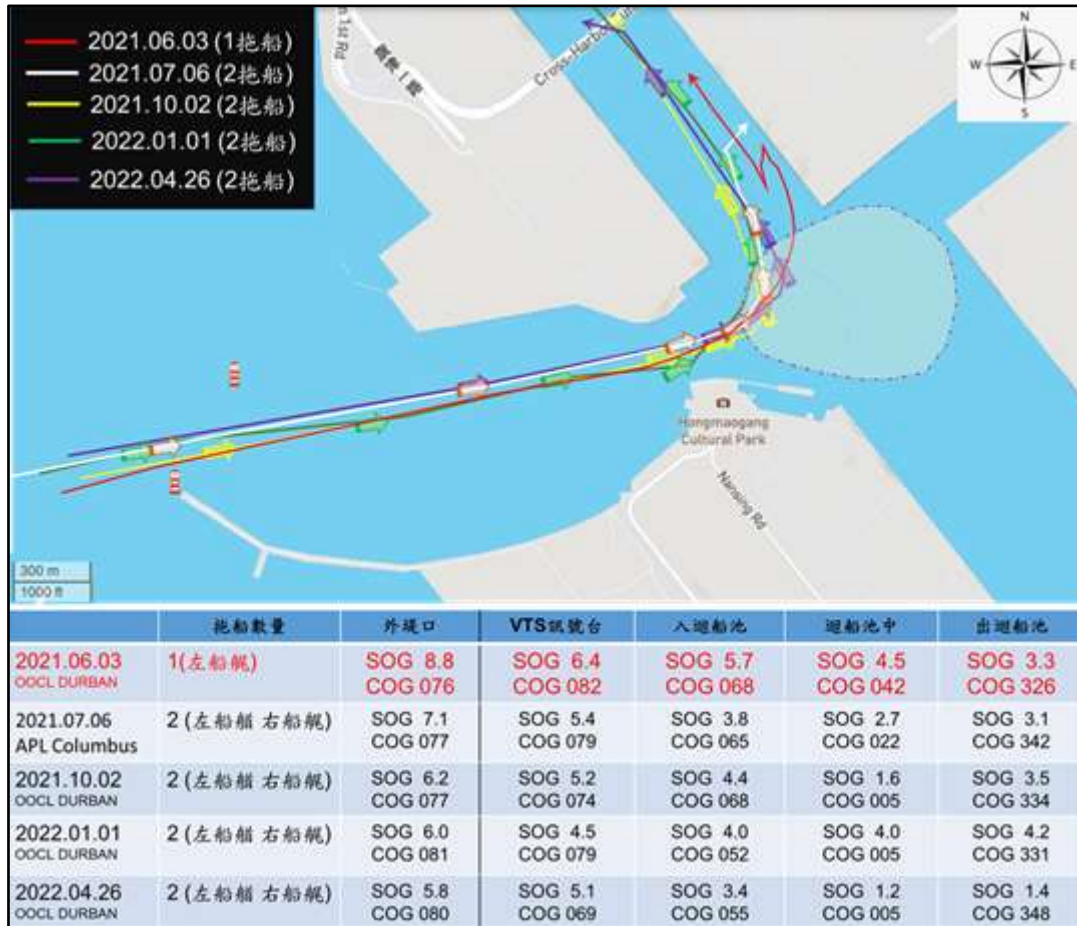 2021.06.03 (1拖船)
2021.07.06 (2拖船)
2021.10.02 (2拖船)
2022.01.01 (2拖船)
2022.04.26 (2拖船)
1st Rd
Cross-Harbor
N
W E
S
Hongmaogang
Cultural Park
Nansing Rd
300 m
1000 ft
拖船數量 外堤口 VTS訊號台 入迴船池 迴船池中 出迴船池
2021.06.03 1(左船艉) SOG 8.8 SOG 6.4 SOG 5.7 SOG 4.5 SOG 3.3
OOCL DURBAN COG 076 COG 082 COG 068 COG 042 COG 326
2021.07.06 2 (左船艏 右船艉) SOG 7.1 SOG 5.4 SOG 3.8 SOG 2.7 SOG 3.1
APL Columbus COG 077 COG 079 COG 065 COG 022 COG 342
2021.10.02 2 (左船艏 右船艉) SOG 6.2 SOG 5.2 SOG 4.4 SOG 1.6 SOG 3.5
OOCL DURBAN COG 077 COG 074 COG 068 COG 005 COG 334
2022.01.01 2 (左船艏 右船艉) SOG 6.0 SOG 4.5 SOG 4.0 SOG 4.0 SOG 4.2
OOCL DURBAN COG 081 COG 079 COG 052 COG 005 COG 331
2022.04.26 2 (左船艏 右船艉) SOG 5.8 SOG 5.1 SOG 3.4 SOG 1.2 SOG 1.4
OOCL DURBAN COG 080 COG 069 COG 055 COG 005 COG 348